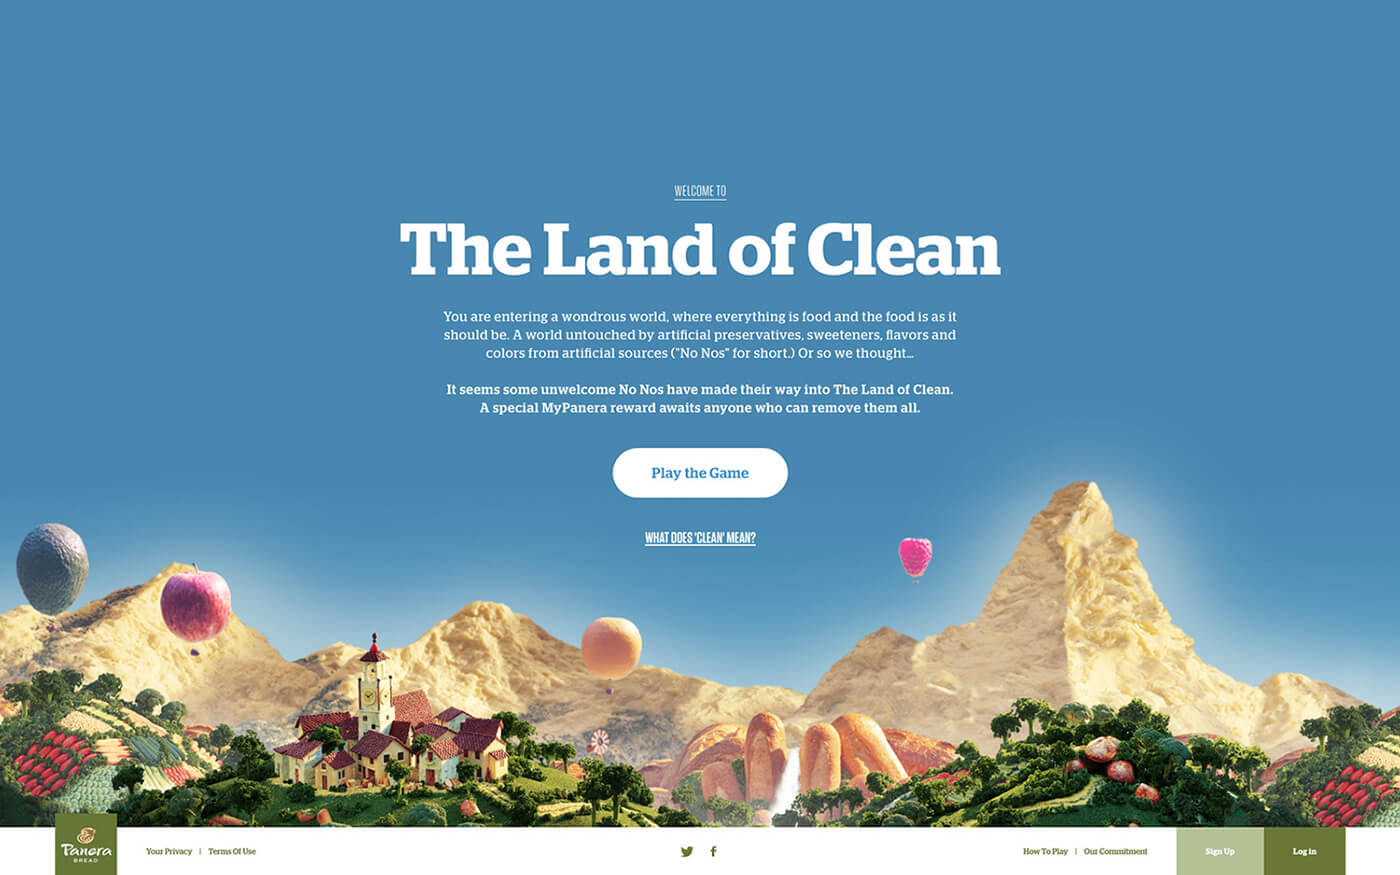 WELCOME TO
The Land of Clean
You are entering a wondrous world, where everything is food and the food is as it
should be. A world untouched by artificial preservatives, sweeteners, flavors and
colors from artificial sources ("No Nos" for short.) Or so we thought...
It seems some unwelcome No Nos have made their way into The Land of Clean.
A special MyPanera reward awaits anyone who can remove them all.
Play the Game
WHAT DOES 'CLEAN' MEAN?
Panera
BREAD
Your Privacy | Terms Of Use
How To Play | Our Commitment
Sign Up
Log in